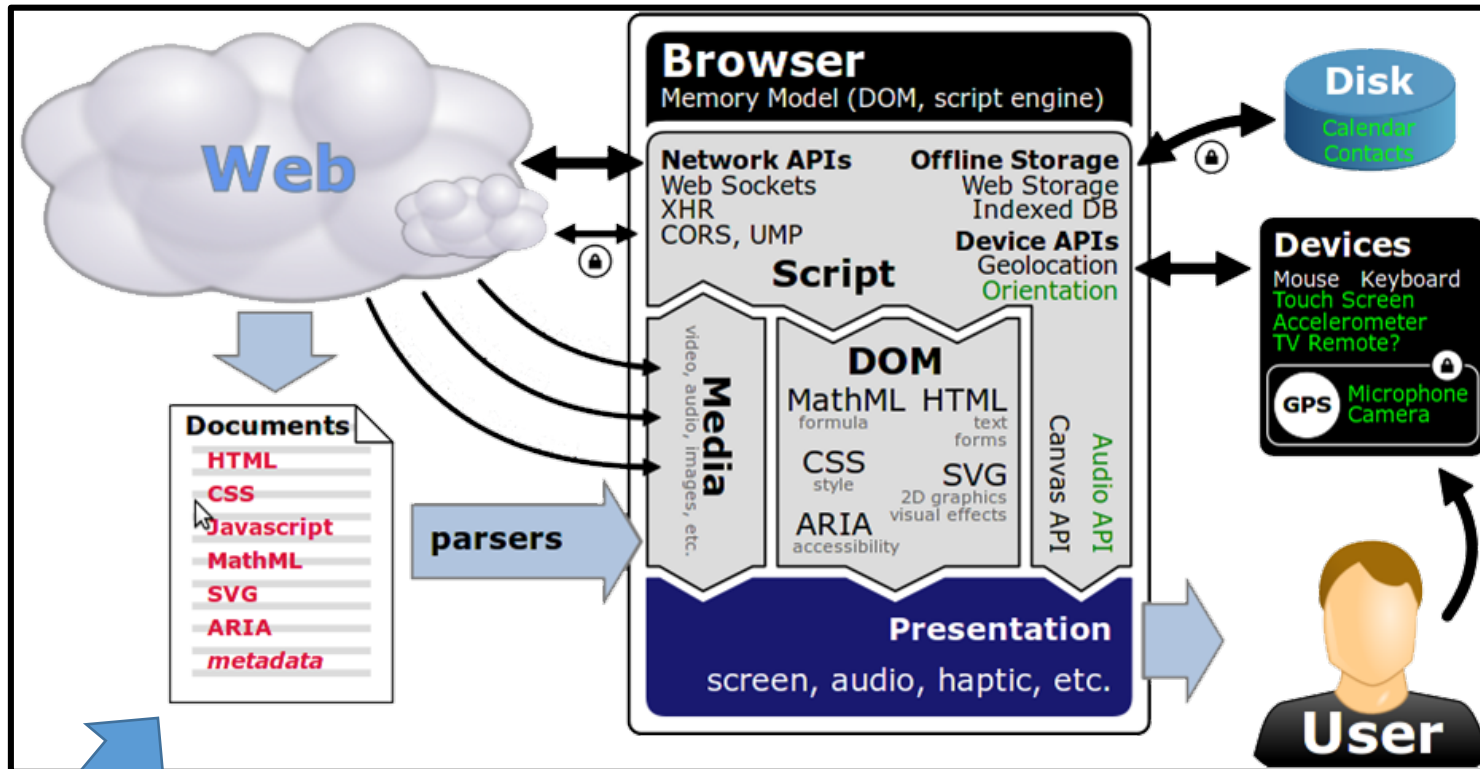 Web
Documents
HTML
CSS
Javascript
MathML
SVG
ARIA
metadata
parsers
Browser
Memory Model (DOM, script engine)
Network APIs
Web Sockets
XHR
CORS, UMP
Offline Storage
Web Storage
Indexed DB
Device APIs
Geolocation
Orientation
Script
Media
video, audio, images, etc.
DOM
MathML
formula
HTML
text
forms
CSS
style
SVG
2D graphics
visual effects
ARIA
accessibility
Canvas API
Audio API
Presentation
screen, audio, haptic, etc.
Disk
Calendar
Contacts
Devices
Mouse Keyboard
Touch Screen
Accelerometer
TV Remote?
GPS
Microphone
Camera
User